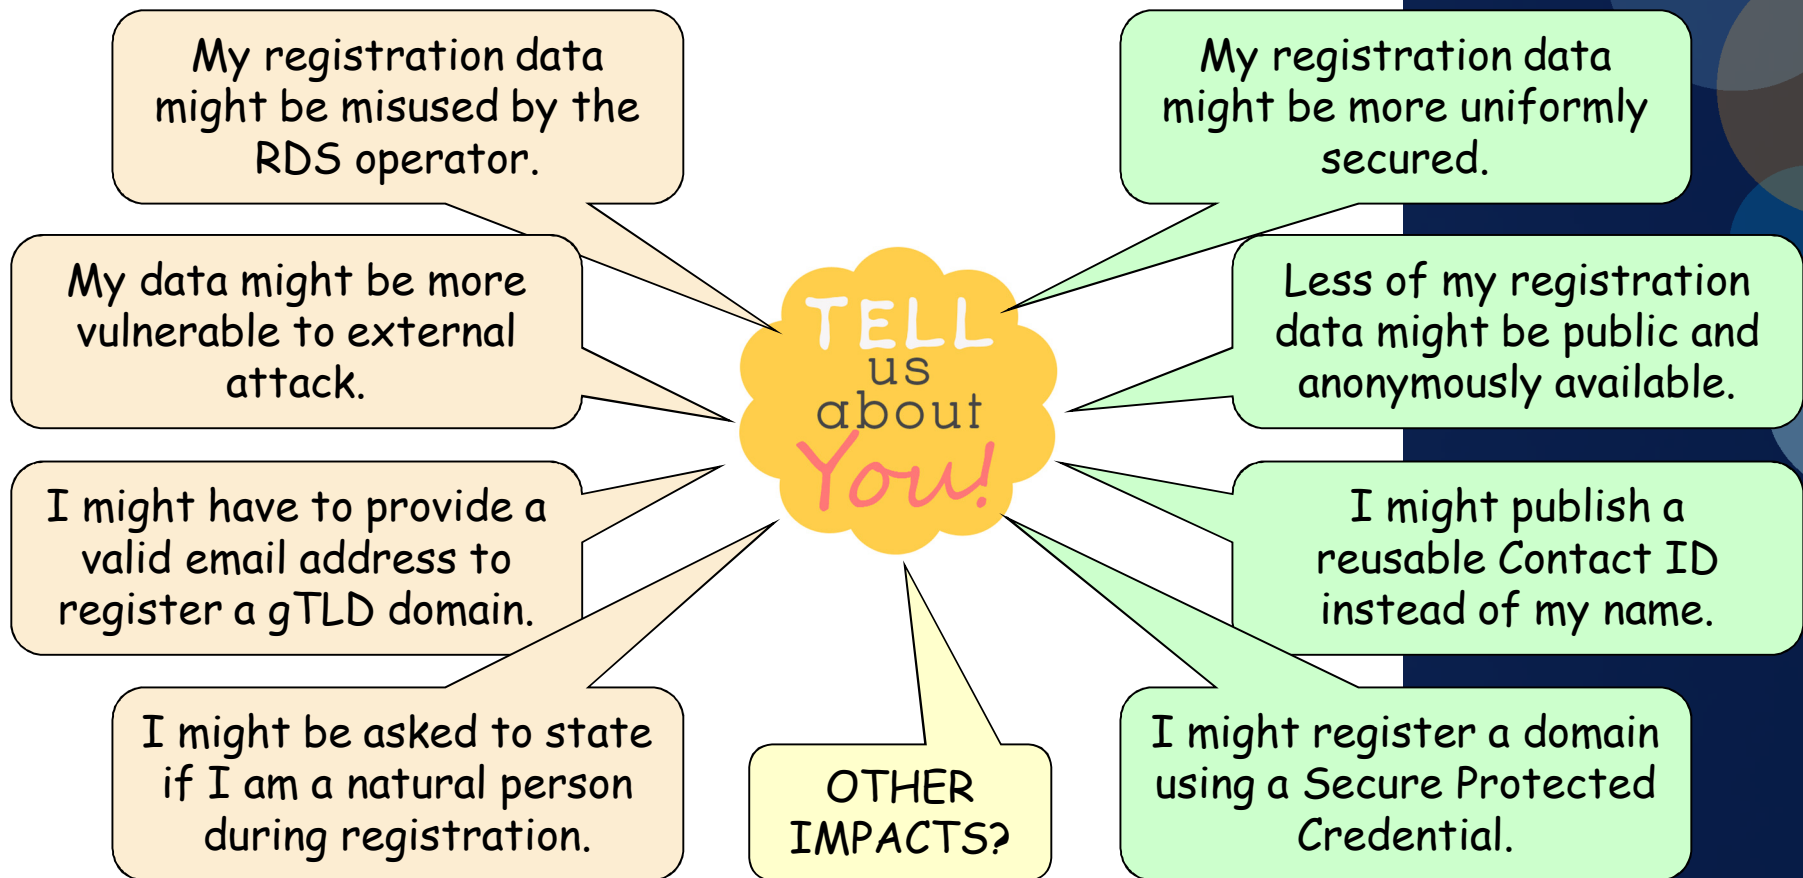 My registration data
might be misused by the
RDS operator.
My registration data
might be more uniformly
secured.
My data might be more
vulnerable to external
attack.
TELL
us
about
You!
Less of my registration
data might be public and
anonymously available.
I might have to provide a
valid email address to
register a gTLD domain.
I might publish a
reusable Contact ID
instead of my name.
I might be asked to state
if I am a natural person
during registration.
OTHER
IMPACTS?
I might register a domain
using a Secure Protected
Credential.